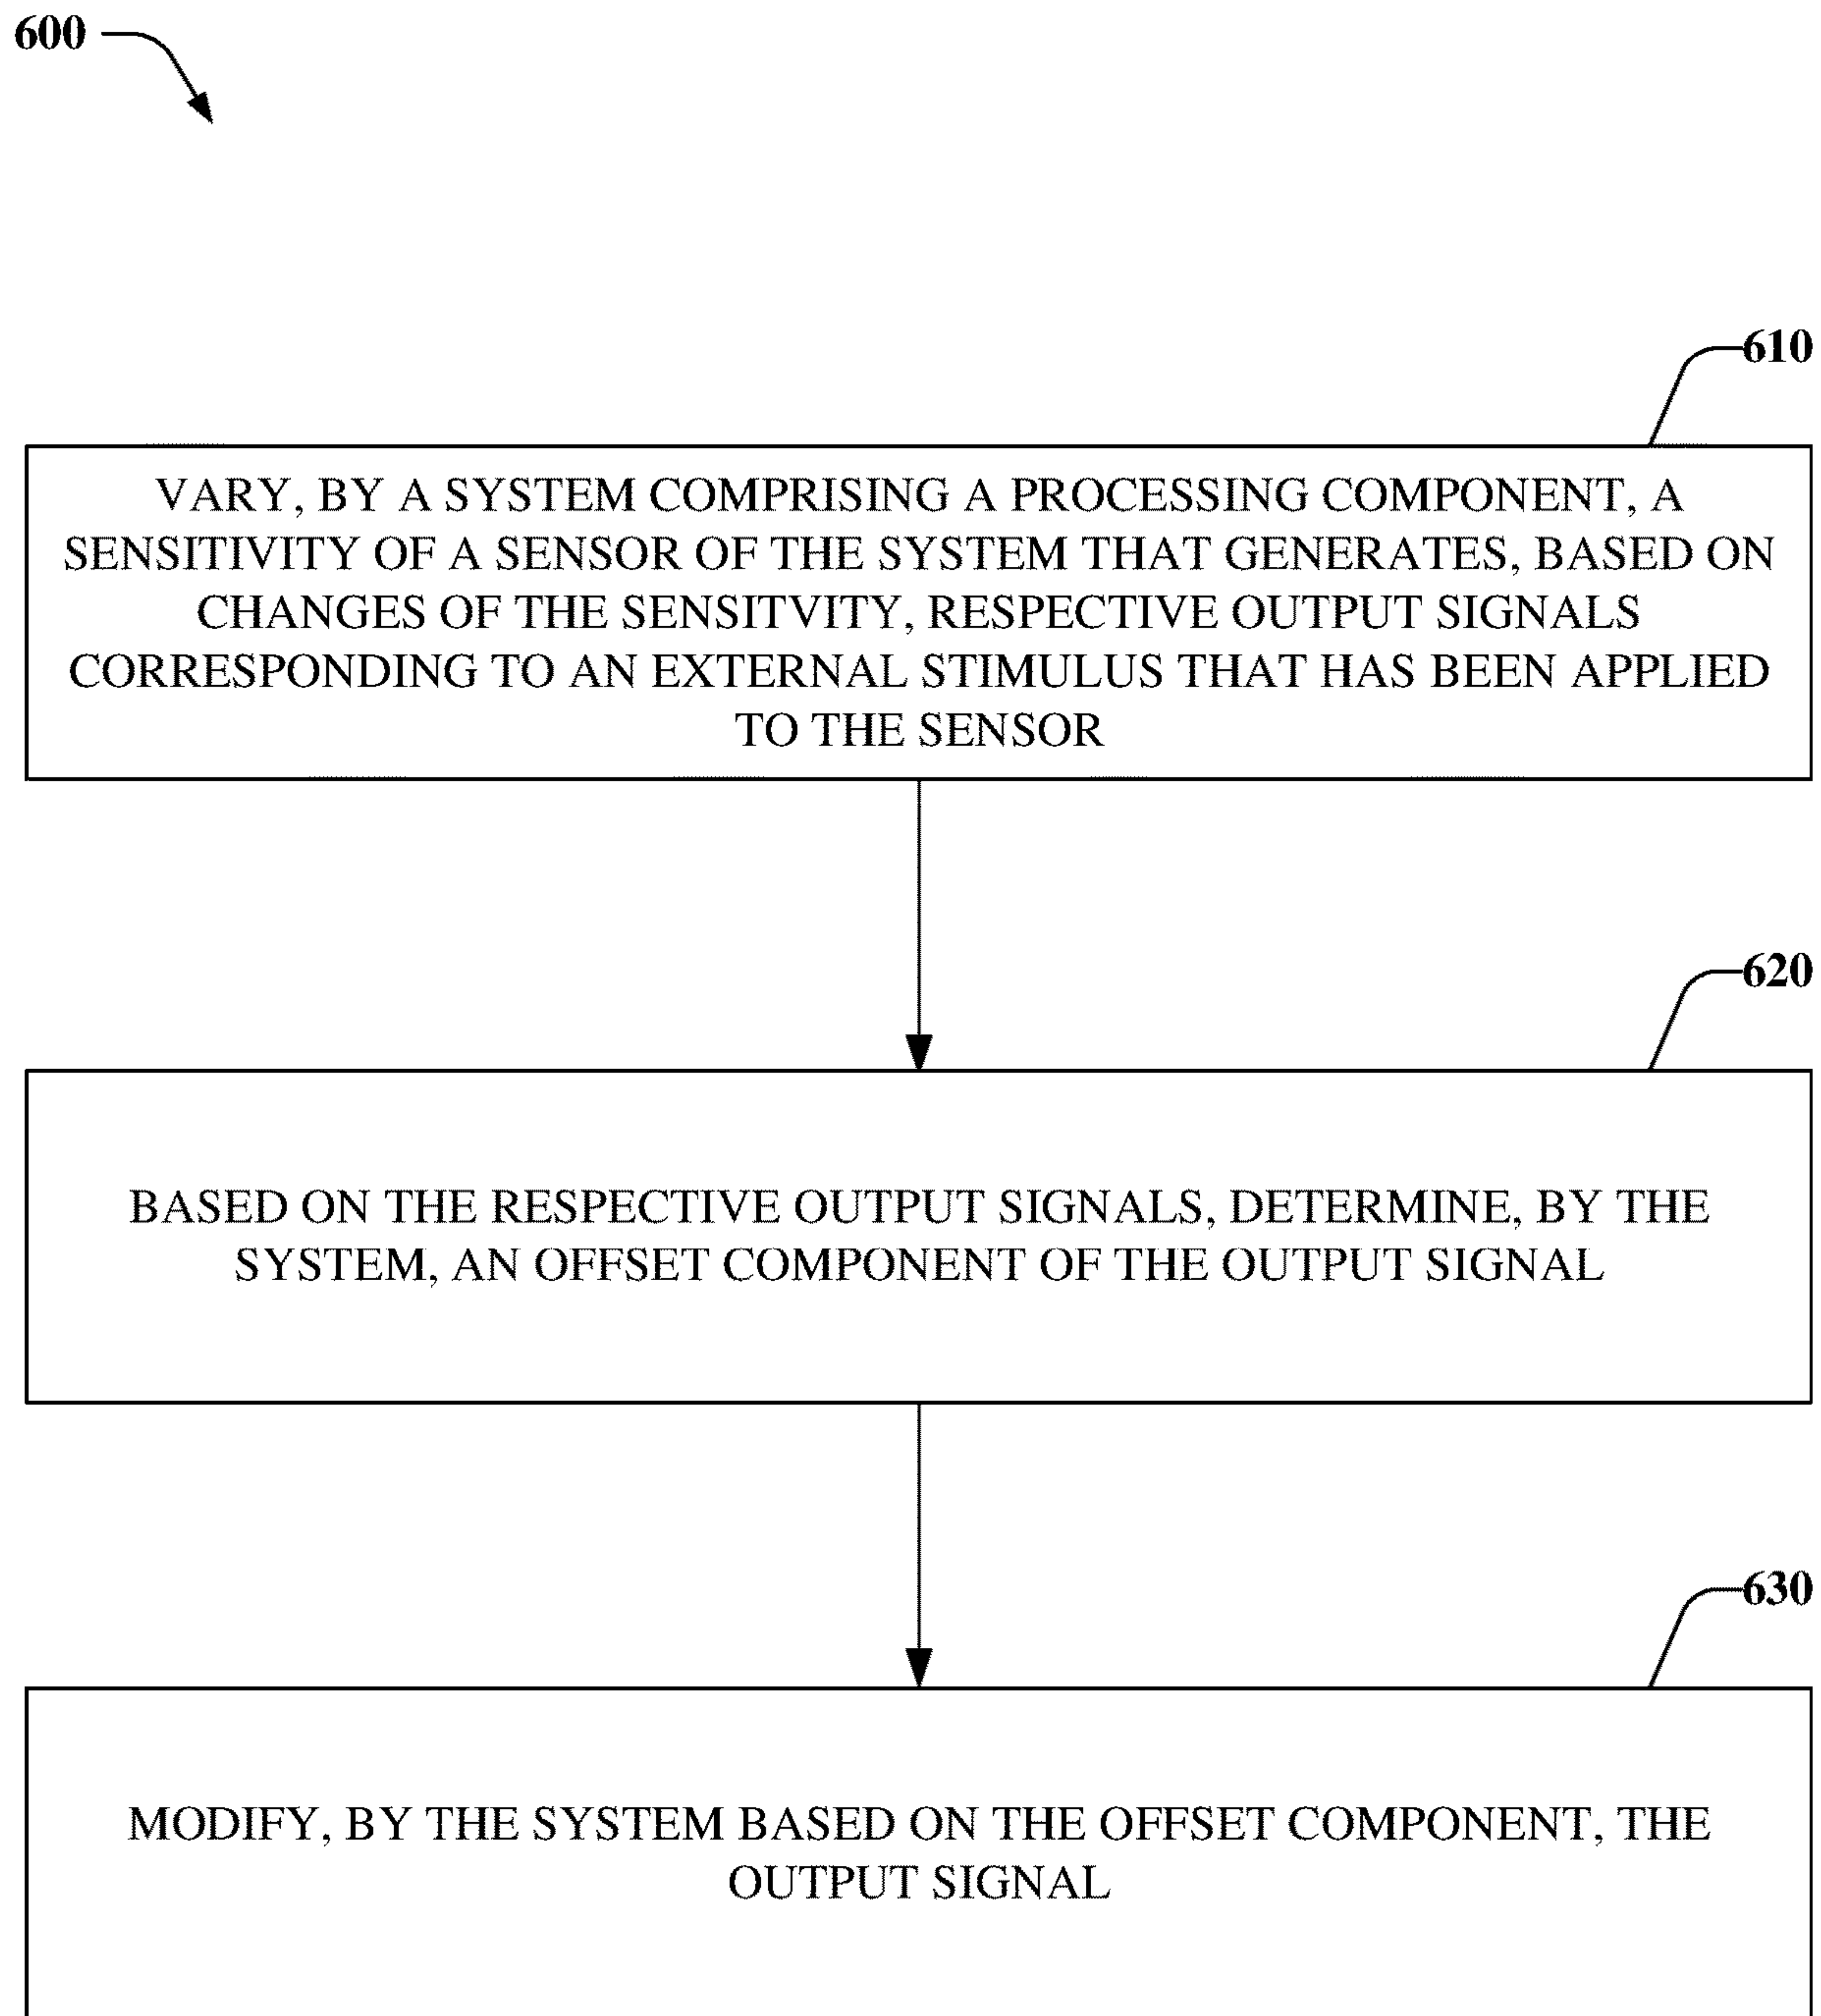 600
610
VARY, BY A SYSTEM COMPRISING A PROCESSING COMPONENT, A
SENSITIVITY OF A SENSOR OF THE SYSTEM THAT GENERATES, BASED ON
CHANGES OF THE SENSITVITY, RESPECTIVE OUTPUT SIGNALS
CORRESPONDING TO AN EXTERNAL STIMULUS THAT HAS BEEN APPLIED
TO THE SENSOR
620
BASED ON THE RESPECTIVE OUTPUT SIGNALS, DETERMINE, BY THE
SYSTEM, AN OFFSET COMPONENT OF THE OUTPUT SIGNAL
630
MODIFY, BY THE SYSTEM BASED ON THE OFFSET COMPONENT, THE
OUTPUT SIGNAL